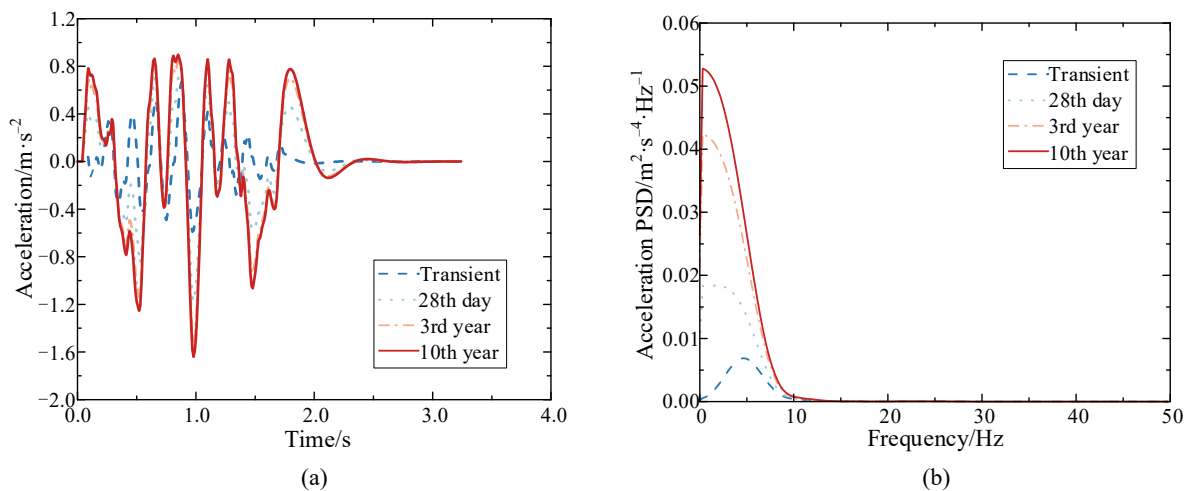 1.2
0.8
0.4
0.0
−0.4
−0.8
−1.2
−1.6
−2.0
Acceleration/m·s⁻²
0.0 1.0 2.0 3.0 4.0
Time/s
Transient
28th day
3rd year
10th year
(a)
0.06
0.05
0.04
0.03
0.02
0.01
0.00
Acceleration PSD/m²·s⁻⁴·Hz⁻¹
0 10 20 30 40 50
Frequency/Hz
Transient
28th day
3rd year
10th year
(b)